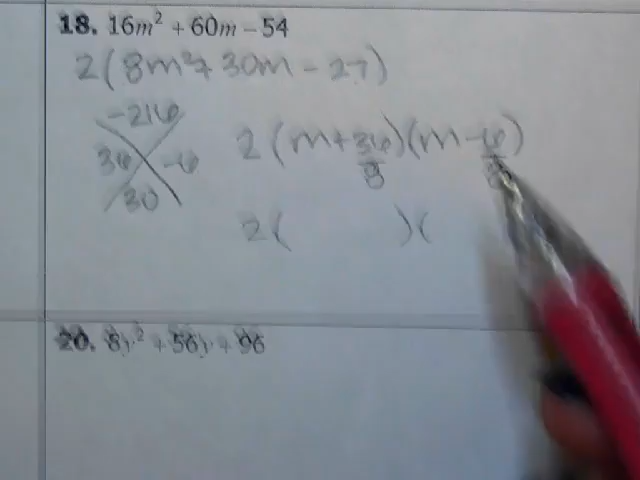 18. 16m² + 60m − 54
2(8m² + 30m − 27)
−216
36 −6
30
2(m + 36/8)(m − 6/8)
2( )(
20. 8y² + 56y + 96